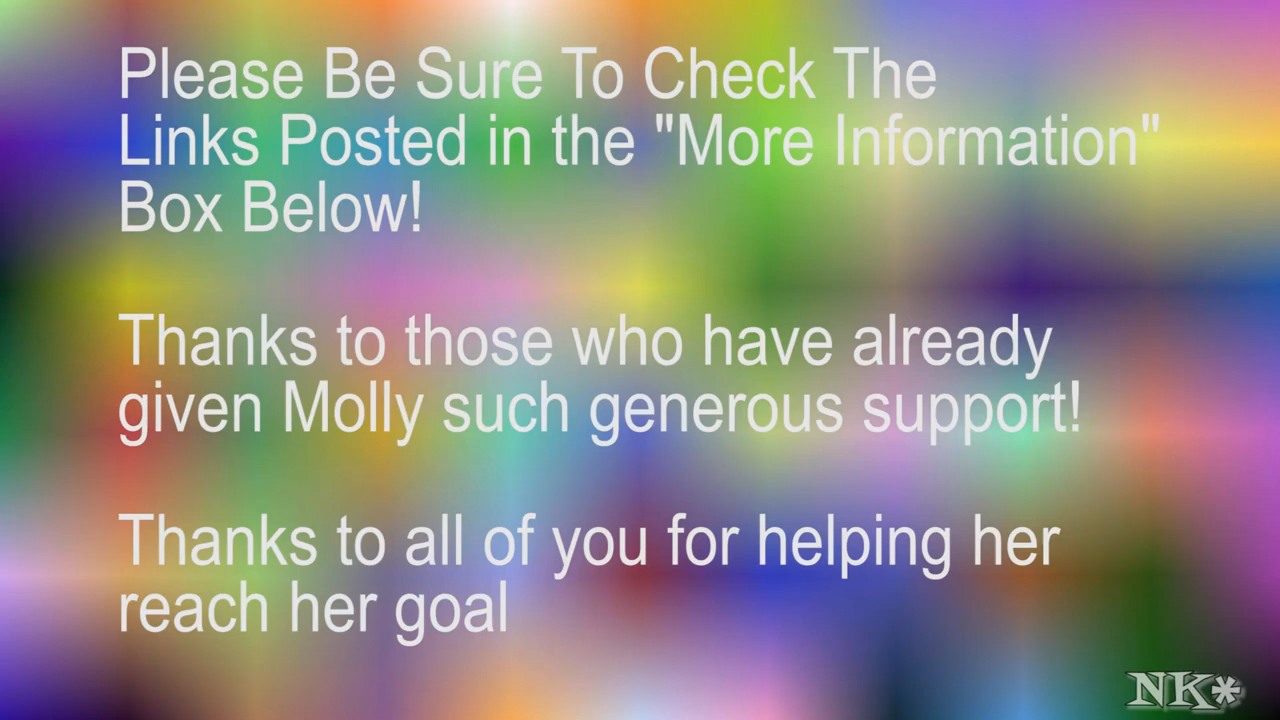 Please Be Sure To Check The
Links Posted in the "More Information"
Box Below!
Thanks to those who have already
given Molly such generous support!
Thanks to all of you for helping her
reach her goal
NK*